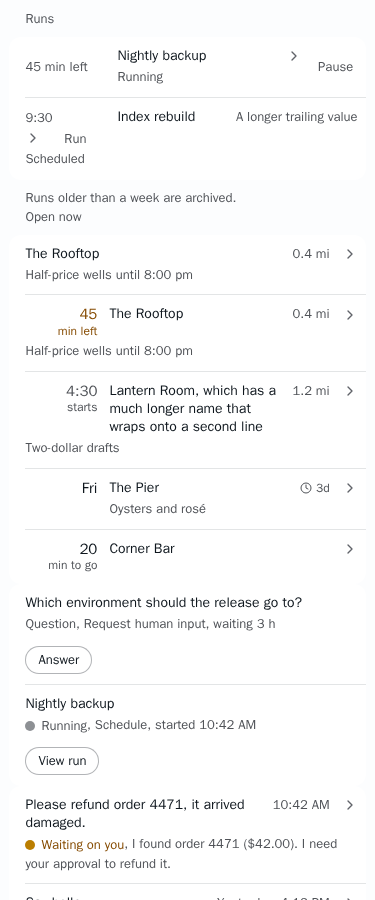 Runs
45 min left
Nightly backup
Running
Pause
9:30
Index rebuild
A longer trailing value
Run
Scheduled
Runs older than a week are archived.
Open now
The Rooftop
0.4 mi
Half-price wells until 8:00 pm
45
min left
The Rooftop
0.4 mi
Half-price wells until 8:00 pm
4:30
starts
Lantern Room, which has a
much longer name that
wraps onto a second line
1.2 mi
Two-dollar drafts
Fri
The Pier
3d
Oysters and rosé
20
min to go
Corner Bar
Which environment should the release go to?
Question, Request human input, waiting 3 h
Answer
Nightly backup
Running, Schedule, started 10:42 AM
View run
Please refund order 4471, it arrived
damaged.
10:42 AM
Waiting on you, I found order 4471 ($42.00). I need
your approval to refund it.